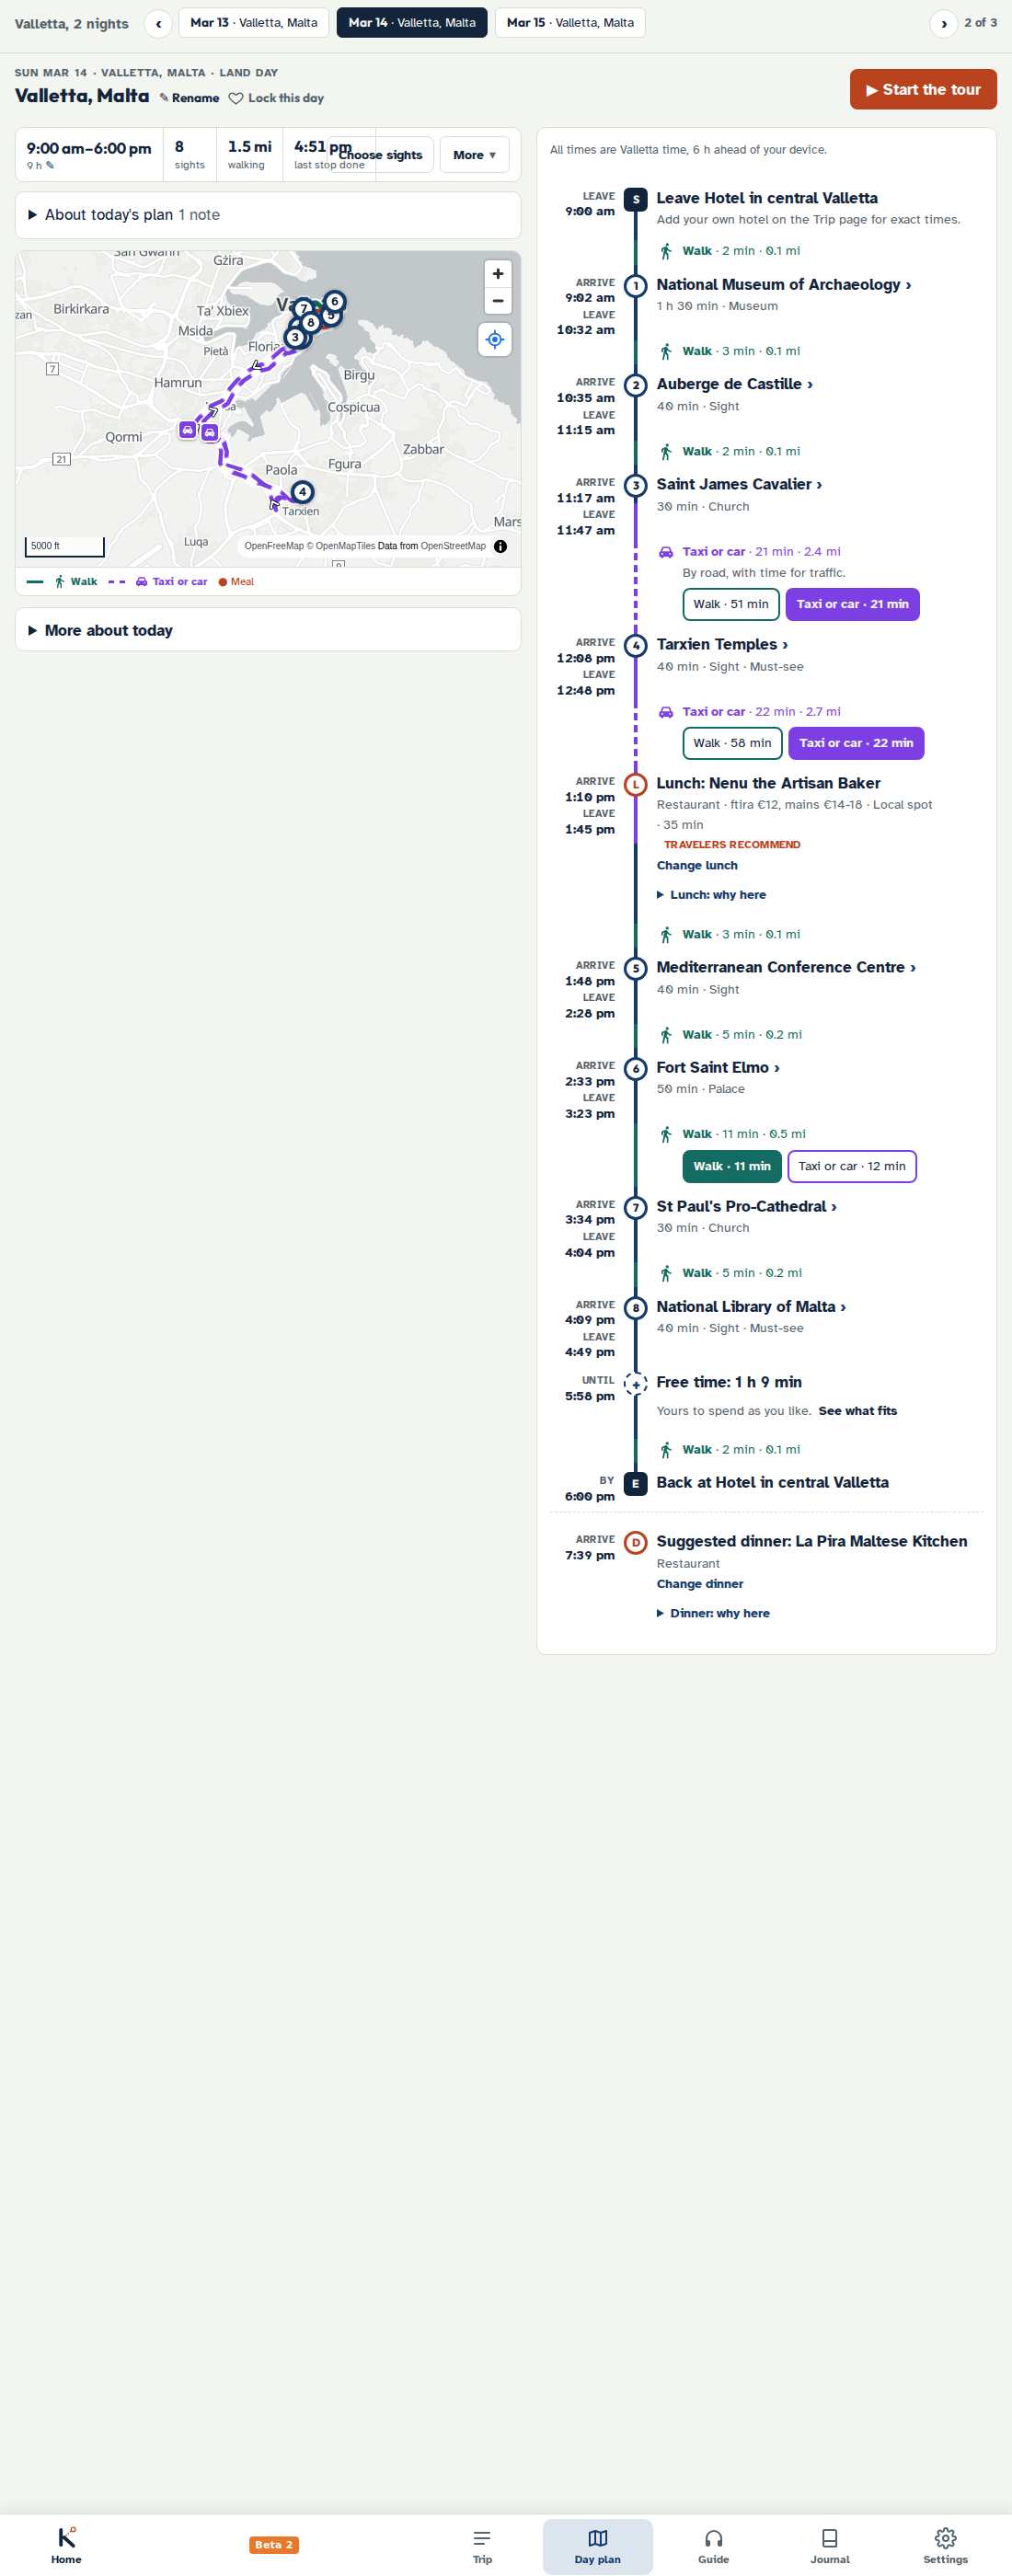 Valletta, 2 nights
‹
Mar 13 · Valletta, Malta
Mar 14 · Valletta, Malta
Mar 15 · Valletta, Malta
›
2 of 3
SUN MAR 14 · VALLETTA, MALTA · LAND DAY
Valletta, Malta
✎ Rename
Lock this day
▶ Start the tour
9:00 am–6:00 pm
9 h ✎
8
sights
1.5 mi
walking
4:51 pm
last stop done
Choose sights
More ▾
▶ About today's plan 1 note
San Gwann
Gżira
Birkirkara
Ta' Xbiex
Msida
Pietà
Floria
Hamrun
Birgu
Cospicua
Qormi
Zabbar
Paola
Fgura
Tarxien
Luqa
Mars
zan
7
21
7
6
5
8
3
4
+
−
5000 ft
OpenFreeMap © OpenMapTiles Data from OpenStreetMap
Walk
Taxi or car
Meal
▶ More about today
All times are Valletta time, 6 h ahead of your device.
LEAVE
9:00 am
S
Leave Hotel in central Valletta
Add your own hotel on the Trip page for exact times.
Walk · 2 min · 0.1 mi
ARRIVE
9:02 am
LEAVE
10:32 am
1
National Museum of Archaeology ›
1 h 30 min · Museum
Walk · 3 min · 0.1 mi
ARRIVE
10:35 am
LEAVE
11:15 am
2
Auberge de Castille ›
40 min · Sight
Walk · 2 min · 0.1 mi
ARRIVE
11:17 am
LEAVE
11:47 am
3
Saint James Cavalier ›
30 min · Church
Taxi or car · 21 min · 2.4 mi
By road, with time for traffic.
Walk · 51 min
Taxi or car · 21 min
ARRIVE
12:08 pm
LEAVE
12:48 pm
4
Tarxien Temples ›
40 min · Sight · Must-see
Taxi or car · 22 min · 2.7 mi
Walk · 58 min
Taxi or car · 22 min
ARRIVE
1:10 pm
LEAVE
1:45 pm
L
Lunch: Nenu the Artisan Baker
Restaurant · ftira €12, mains €14-18 · Local spot
· 35 min
TRAVELERS RECOMMEND
Change lunch
▶ Lunch: why here
Walk · 3 min · 0.1 mi
ARRIVE
1:48 pm
LEAVE
2:28 pm
5
Mediterranean Conference Centre ›
40 min · Sight
Walk · 5 min · 0.2 mi
ARRIVE
2:33 pm
LEAVE
3:23 pm
6
Fort Saint Elmo ›
50 min · Palace
Walk · 11 min · 0.5 mi
Walk · 11 min
Taxi or car · 12 min
ARRIVE
3:34 pm
LEAVE
4:04 pm
7
St Paul's Pro-Cathedral ›
30 min · Church
Walk · 5 min · 0.2 mi
ARRIVE
4:09 pm
LEAVE
4:49 pm
8
National Library of Malta ›
40 min · Sight · Must-see
UNTIL
5:58 pm
+
Free time: 1 h 9 min
Yours to spend as you like. See what fits
Walk · 2 min · 0.1 mi
BY
6:00 pm
E
Back at Hotel in central Valletta
ARRIVE
7:39 pm
D
Suggested dinner: La Pira Maltese Kitchen
Restaurant
Change dinner
▶ Dinner: why here
Home
Beta 2
Trip
Day plan
Guide
Journal
Settings